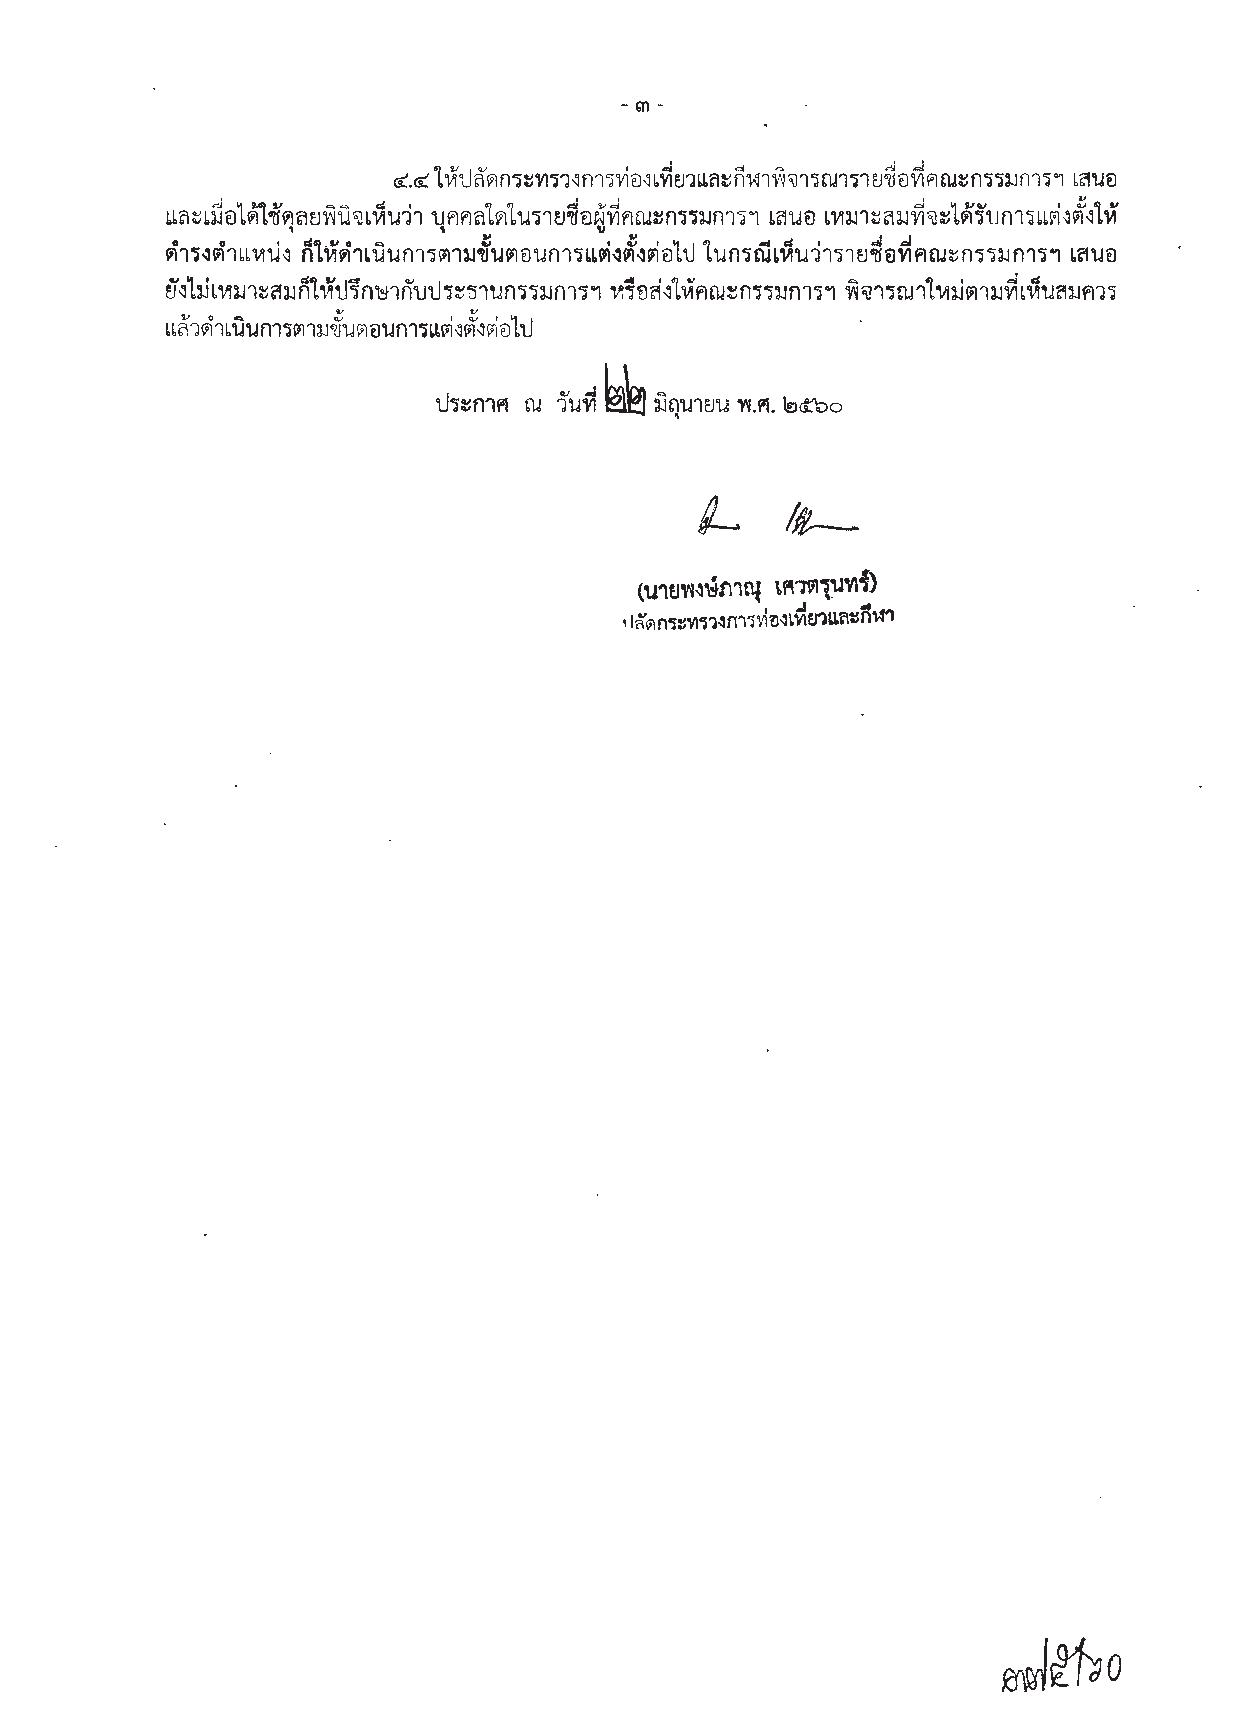 - ๓ -
๔.๔ ให้ปลัดกระทรวงการท่องเที่ยวและกีฬาพิจารณารายชื่อที่คณะกรรมการฯ เสนอ
และเมื่อได้ใช้ดุลยพินิจเห็นว่า บุคคลใดในรายชื่อผู้ที่คณะกรรมการฯ เสนอ เหมาะสมที่จะได้รับการแต่งตั้งให้
ดำรงตำแหน่ง ก็ให้ดำเนินการตามขั้นตอนการแต่งตั้งต่อไป ในกรณีเห็นว่ารายชื่อที่คณะกรรมการฯ เสนอ
ยังไม่เหมาะสมก็ให้ปรึกษากับประธานกรรมการฯ หรือส่งให้คณะกรรมการฯ พิจารณาใหม่ตามที่เห็นสมควร
แล้วดำเนินการตามขั้นตอนการแต่งตั้งต่อไป
ประกาศ ณ วันที่ ๒๒ มิถุนายน พ.ศ. ๒๕๖๐
(นายพงษ์ภาณุ เศวตรุนทร์)
ปลัดกระทรวงการท่องเที่ยวและกีฬา